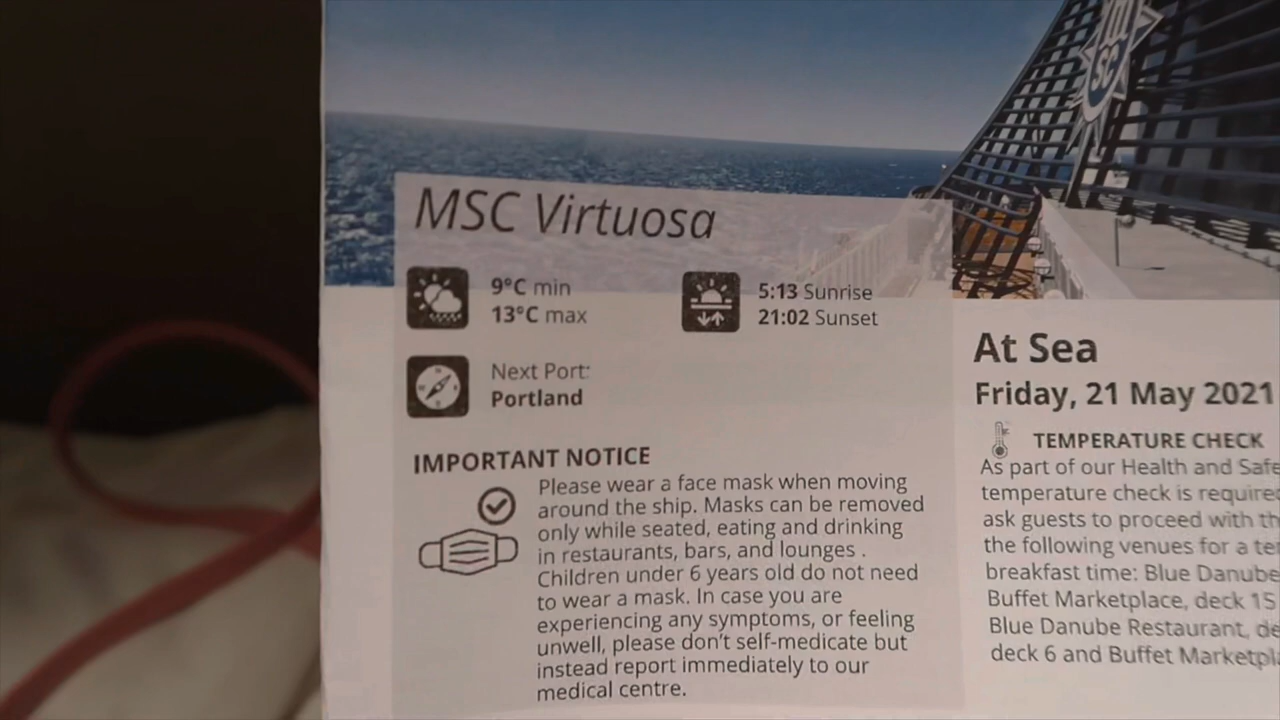 MSC
MSC Virtuosa
9°C min
13°C max
5:13 Sunrise
21:02 Sunset
Next Port:
Portland
IMPORTANT NOTICE
Please wear a face mask when moving
around the ship. Masks can be removed
only while seated, eating and drinking
in restaurants, bars, and lounges .
Children under 6 years old do not need
to wear a mask. In case you are
experiencing any symptoms, or feeling
unwell, please don't self-medicate but
instead report immediately to our
medical centre.
At Sea
Friday, 21 May 2021
TEMPERATURE CHECK
As part of our Health and
temperature check is
ask guests to proceed with
the following venues for a
breakfast time: Blue Danube
Buffet Marketplace, deck 15
Blue Danube Restaurant,
deck 6 and Buffet